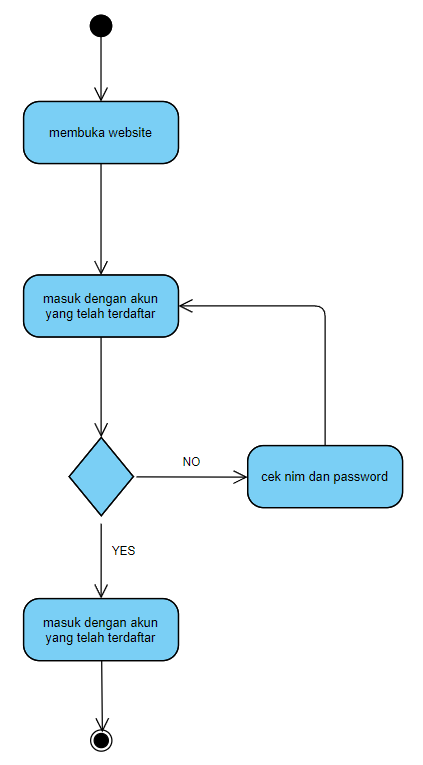 membuka website
masuk dengan akun
yang telah terdaftar
NO
cek nim dan password
YES
masuk dengan akun
yang telah terdaftar